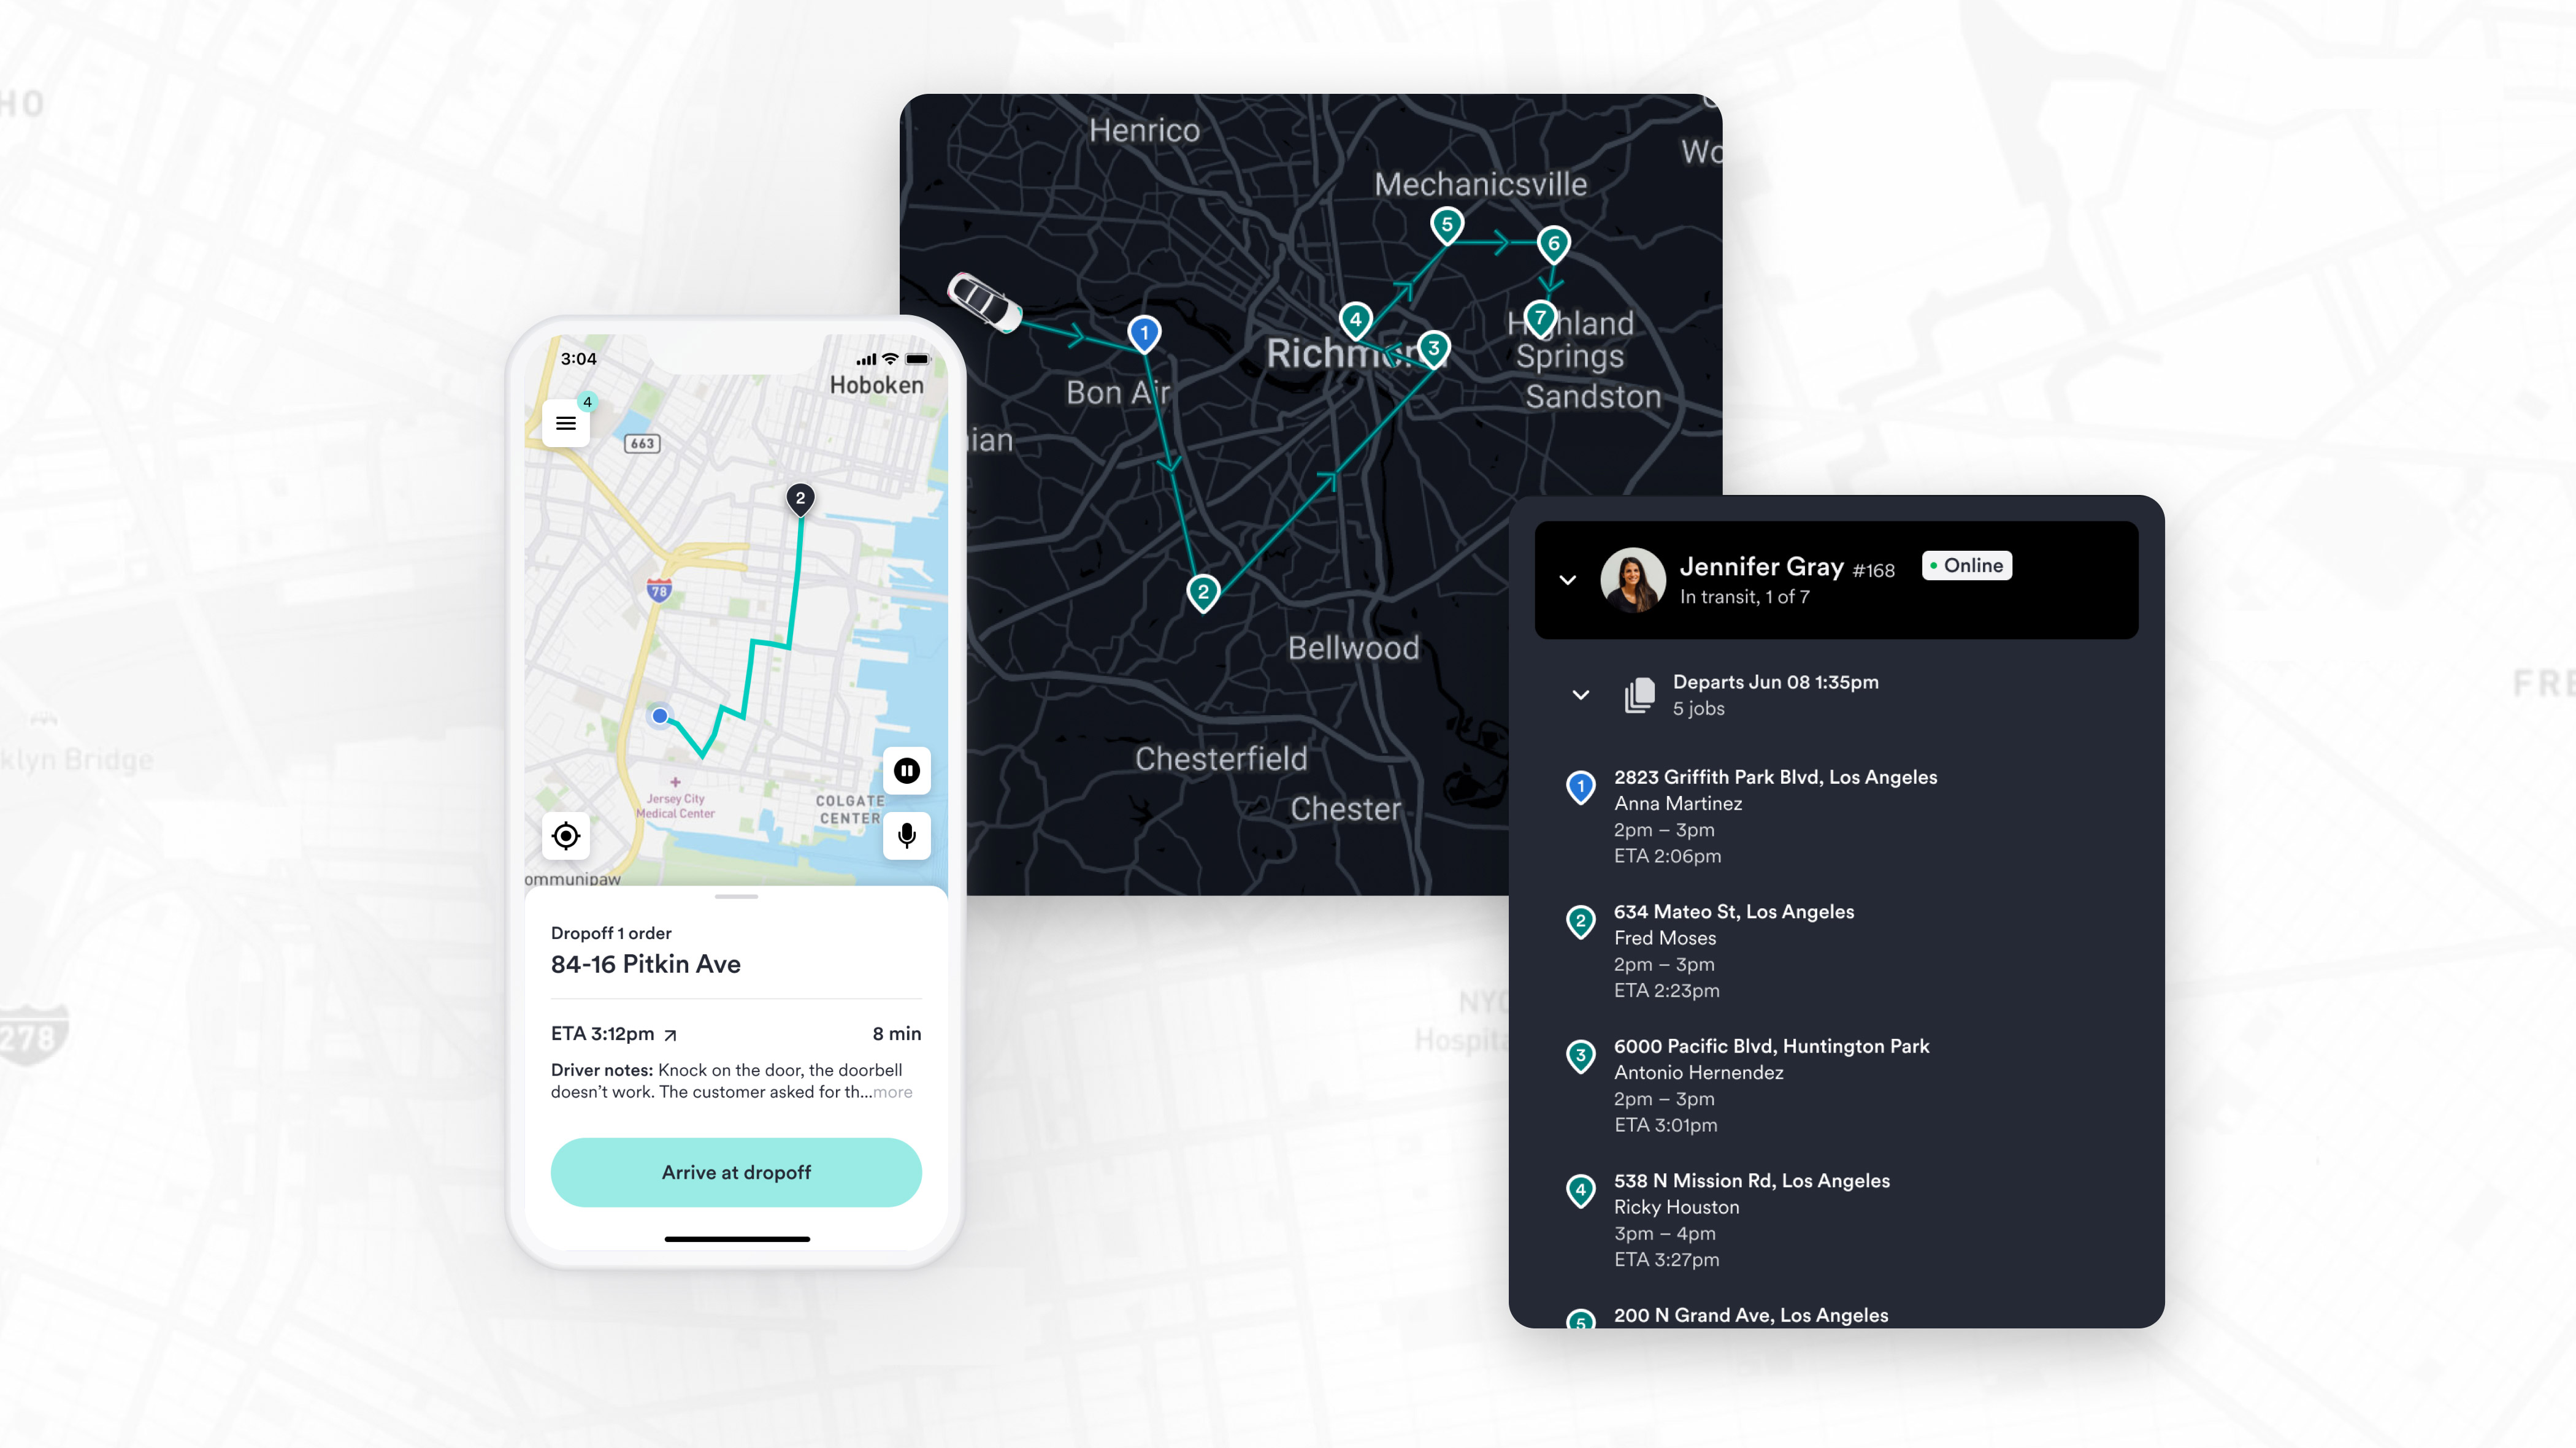 HO
klyn Bridge
278
NYC
Hospita
FRE
Henrico
Mechanicsville
Wo
5
6
1
4
3
7
Highland
Springs
Richmond
Bon Air
Sandston
ian
2
Bellwood
Chesterfield
Chester
3:04
Hoboken
4
663
2
78
Jersey City
Medical Center
COLGATE
CENTER
ommunipaw
Dropoff 1 order
84-16 Pitkin Ave
ETA 3:12pm
8 min
Driver notes: Knock on the door, the doorbell
doesn't work. The customer asked for th...more
Arrive at dropoff
Jennifer Gray #168
Online
In transit, 1 of 7
Departs Jun 08 1:35pm
5 jobs
1
2823 Griffith Park Blvd, Los Angeles
Anna Martinez
2pm – 3pm
ETA 2:06pm
2
634 Mateo St, Los Angeles
Fred Moses
2pm – 3pm
ETA 2:23pm
3
6000 Pacific Blvd, Huntington Park
Antonio Hernendez
2pm – 3pm
ETA 3:01pm
4
538 N Mission Rd, Los Angeles
Ricky Houston
3pm – 4pm
ETA 3:27pm
5
200 N Grand Ave, Los Angeles